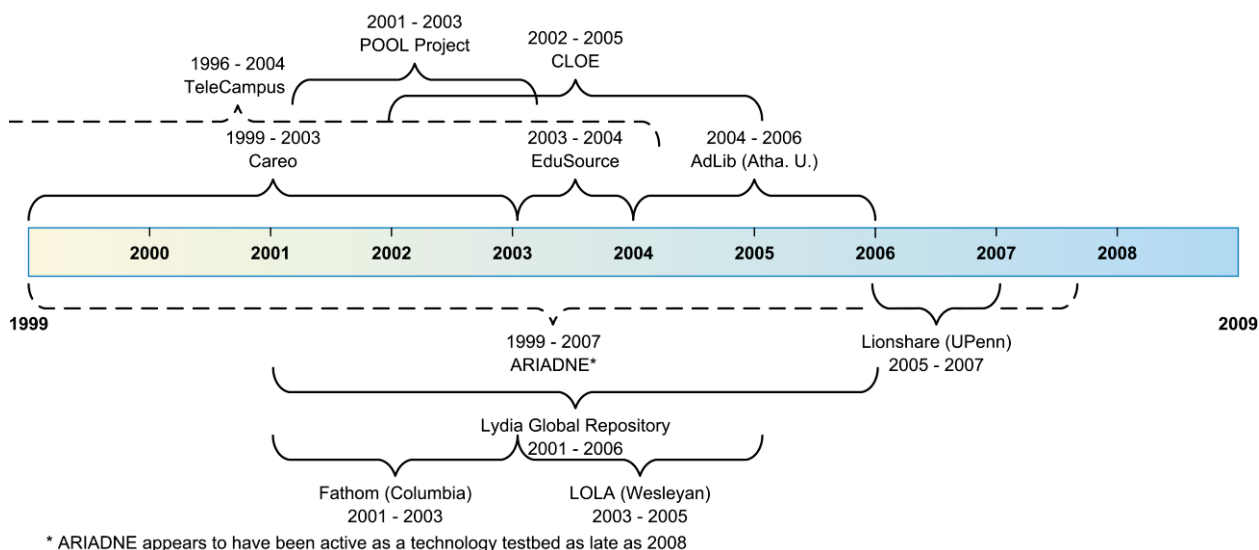 2001 - 2003
POOL Project
2002 - 2005
CLOE
1996 - 2004
TeleCampus
1999 - 2003
Careo
2003 - 2004
EduSource
2004 - 2006
AdLib (Atha. U.)
2000 2001 2002 2003 2004 2005 2006 2007 2008
1999
2009
1999 - 2007
ARIADNE*
Lionshare (UPenn)
2005 - 2007
Lydia Global Repository
2001 - 2006
Fathom (Columbia)
2001 - 2003
LOLA (Wesleyan)
2003 - 2005
* ARIADNE appears to have been active as a technology testbed as late as 2008